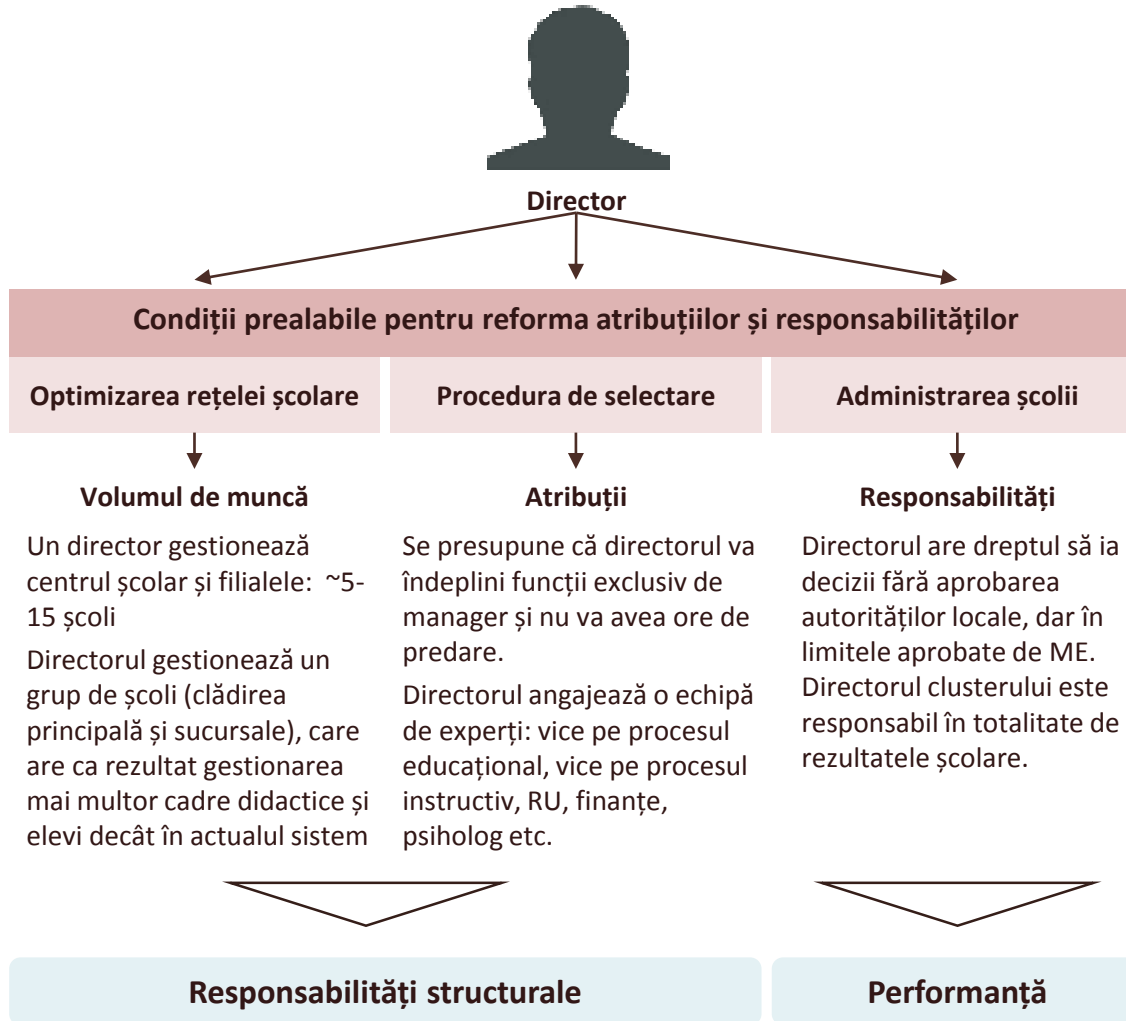 Director
Condiții prealabile pentru reforma atribuțiilor și responsabilităților
Optimizarea rețelei școlare
Procedura de selectare
Administrarea școlii
Volumul de muncă
Un director gestionează
centrul școlar și filialele: ~5-
15 școli
Directorul gestionează un
grup de școli (clădirea
principală și sucursale), care
are ca rezultat gestionarea
mai multor cadre didactice și
elevi decât în actualul sistem
Atribuții
Se presupune că directorul va
îndeplini funcții exclusiv de
manager și nu va avea ore de
predare.
Directorul angajează o echipă
de experți: vice pe procesul
educațional, vice pe procesul
instructiv, RU, finanțe,
psiholog etc.
Responsabilități
Directorul are dreptul să ia
decizii fără aprobarea
autorităților locale, dar în
limitele aprobate de ME.
Directorul clusterului este
responsabil în totalitate de
rezultatele școlare.
Responsabilități structurale
Performanță